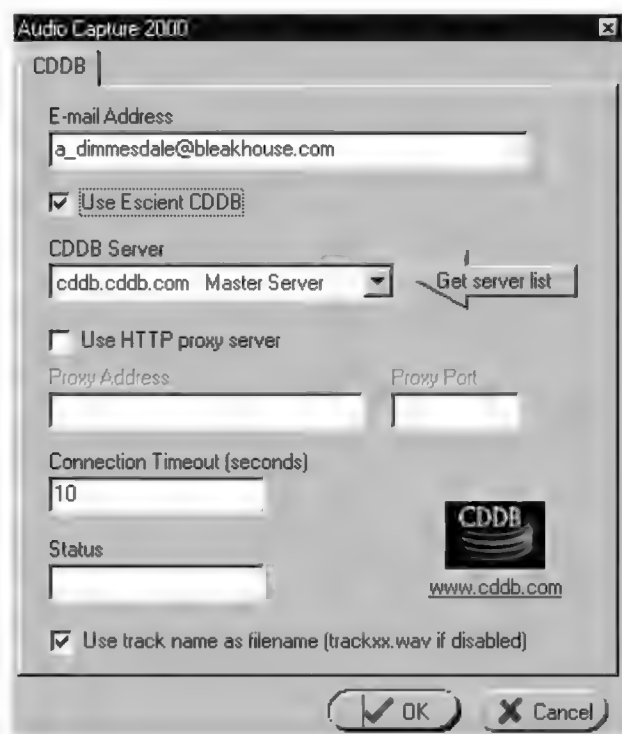 Audio Capture 2000
CDDB
E-mail Address
a_dimmesdale@bleakhouse.com
Use Escient CDDB
CDDB Server
cddb.cddb.com Master Server
Get server list
Use HTTP proxy server
Proxy Address Proxy Port
Connection Timeout (seconds)
10
CDDB
Status
www.cddb.com
Use track name as filename (trackxx.wav if disabled)
OK Cancel